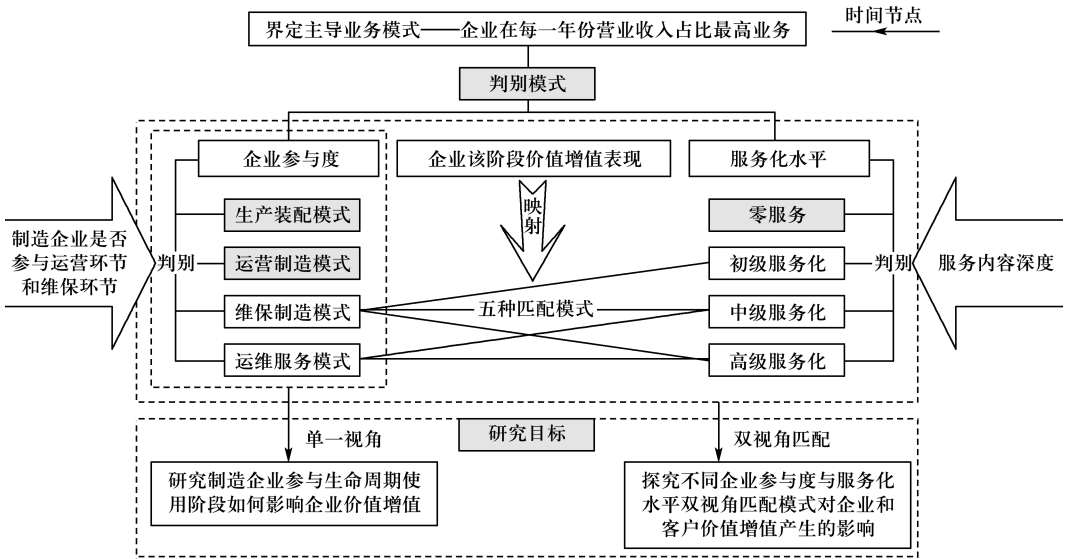 界定主导业务模式——企业在每一年份营业收入占比最高业务
时间节点
判别模式
企业参与度
企业该阶段价值增值表现
服务化水平
生产装配模式
零服务
映
射
制造企业是否
参与运营环节
和维保环节
判别
运营制造模式
初级服务化
判别
服务内容深度
维保制造模式
五种匹配模式
中级服务化
运维服务模式
高级服务化
单一视角
研究目标
双视角匹配
研究制造企业参与生命周期使
用阶段如何影响企业价值增值
探究不同企业参与度与服务化
水平双视角匹配模式对企业和
客户价值增值产生的影响